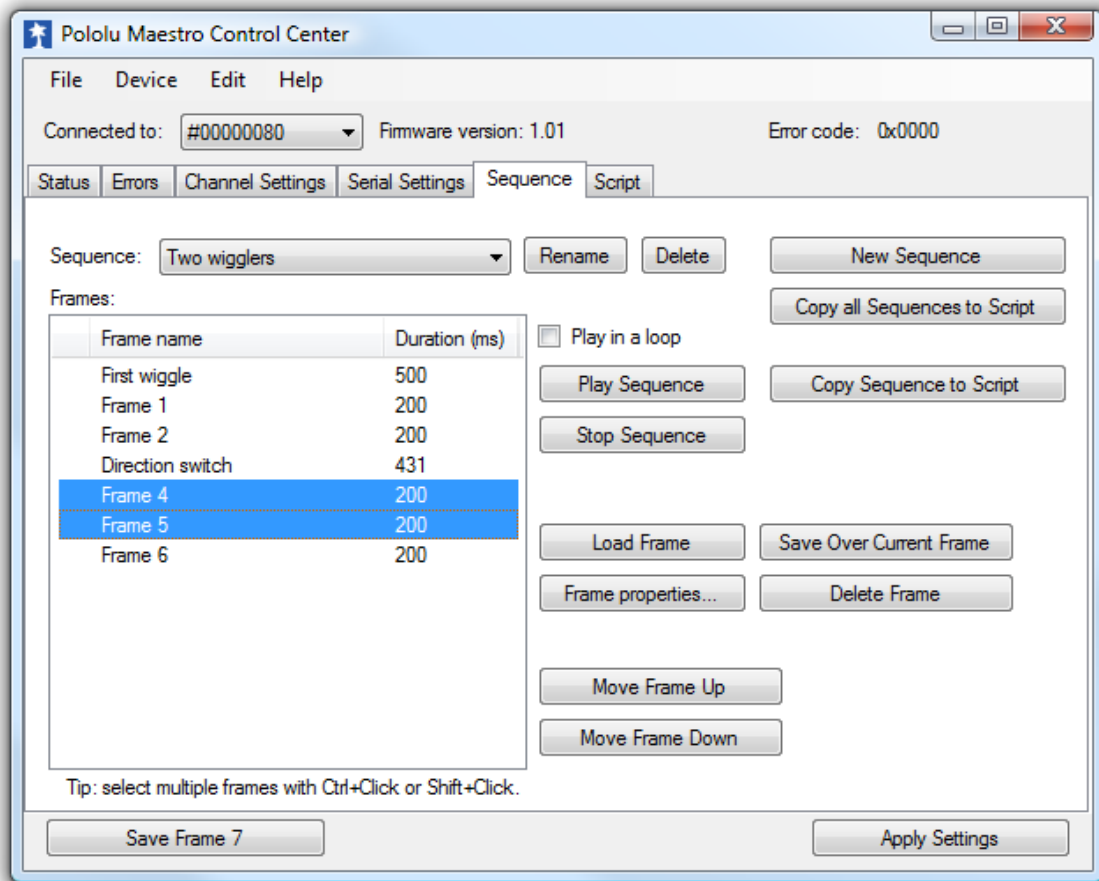 Pololu Maestro Control Center
File Device Edit Help
Connected to: #00000080 Firmware version: 1.01 Error code: 0x0000
Status Errors Channel Settings Serial Settings Sequence Script
Sequence: Two wigglers Rename Delete New Sequence
Frames:
Copy all Sequences to Script
Frame name Duration (ms)
Play in a loop
First wiggle 500
Play Sequence Copy Sequence to Script
Frame 1 200
Frame 2 200
Stop Sequence
Direction switch 431
Frame 4 200
Frame 5 200
Load Frame Save Over Current Frame
Frame 6 200
Frame properties... Delete Frame
Move Frame Up
Move Frame Down
Tip: select multiple frames with Ctrl+Click or Shift+Click.
Save Frame 7 Apply Settings